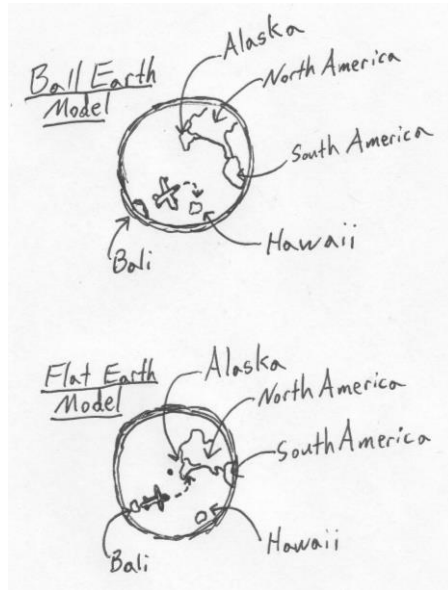 Ball Earth
Model
Alaska
North America
South America
Hawaii
Bali
Flat Earth
Model
Alaska
North America
South America
Hawaii
Bali